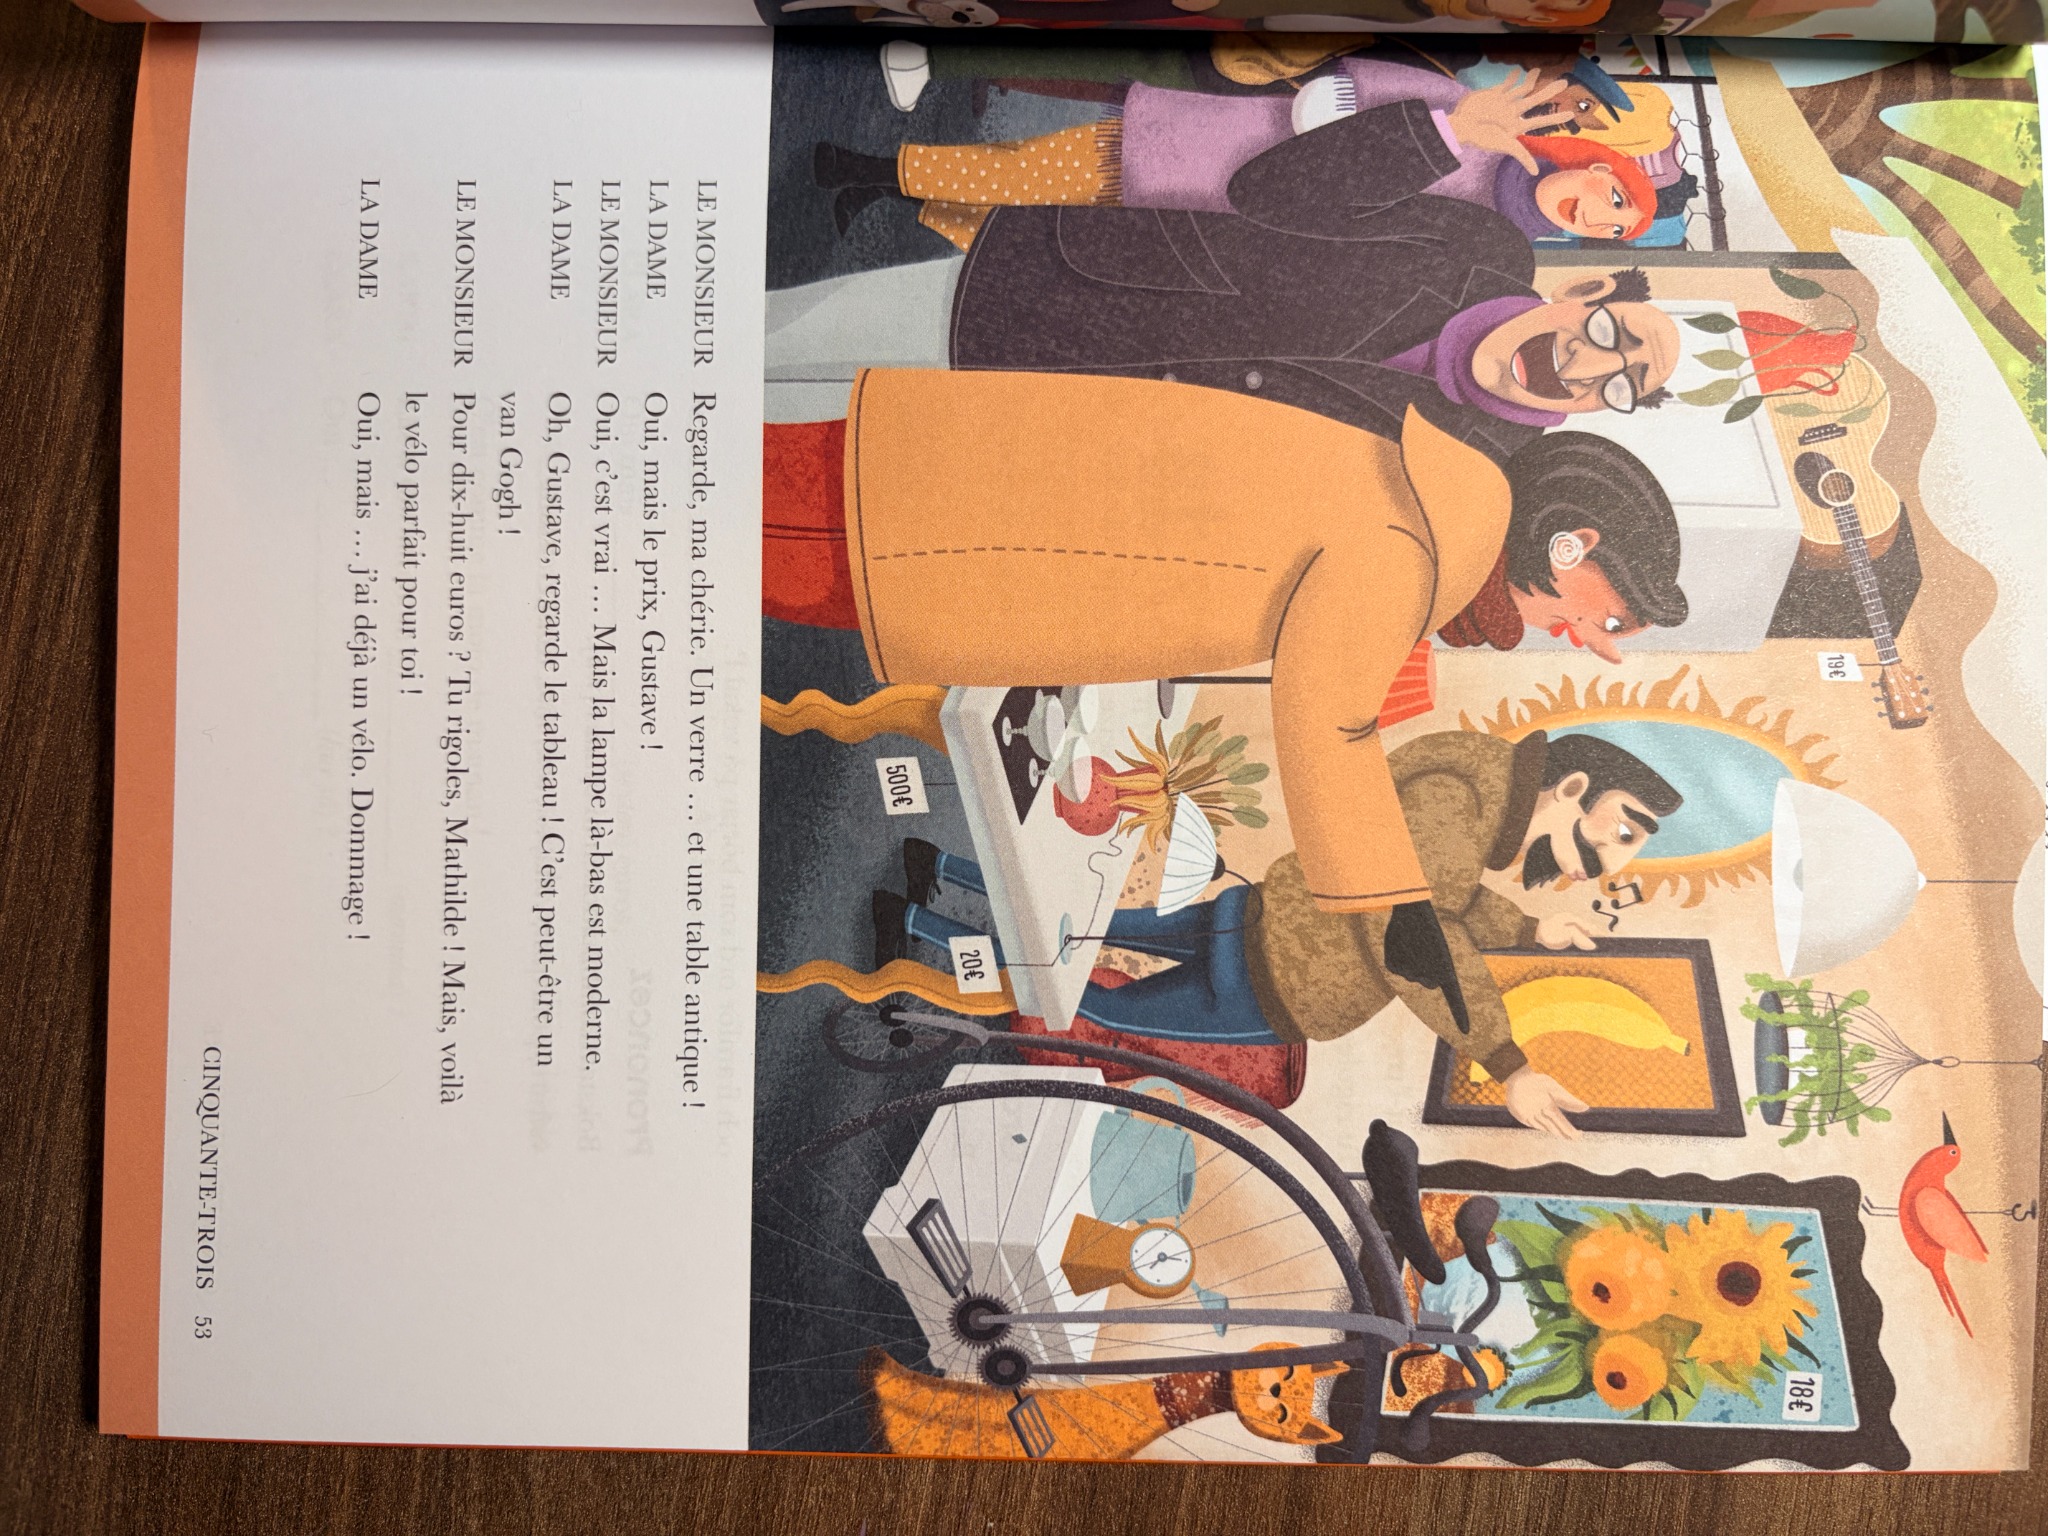 19€
500€
20€
18€
LE MONSIEUR Regarde, ma chérie. Un verre … et une table antique !
LA DAME Oui, mais le prix, Gustave !
LE MONSIEUR Oui, c’est vrai … Mais la lampe là-bas est moderne.
LA DAME Oh, Gustave, regarde le tableau ! C’est peut-être un
van Gogh !
LE MONSIEUR Pour dix-huit euros ? Tu rigoles, Mathilde ! Mais, voilà
le vélo parfait pour toi !
LA DAME Oui, mais … j’ai déjà un vélo. Dommage !
CINQUANTE-TROIS 53